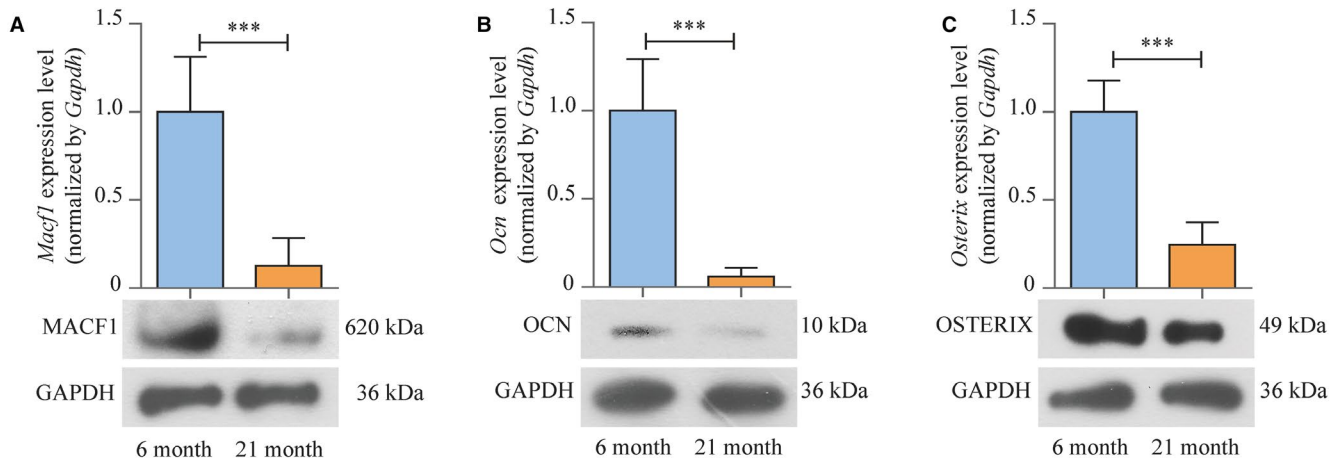 A
Macf1 expression level
(normalized by Gapdh)
1.5
1.0
0.5
0
***
MACF1
620 kDa
GAPDH
36 kDa
6 month
21 month
B
Ocn expression level
(normalized by Gapdh)
1.5
1.0
0.5
0
***
OCN
10 kDa
GAPDH
36 kDa
6 month
21 month
C
Osterix expression level
(normalized by Gapdh)
1.5
1.0
0.5
0
***
OSTERIX
49 kDa
GAPDH
36 kDa
6 month
21 month